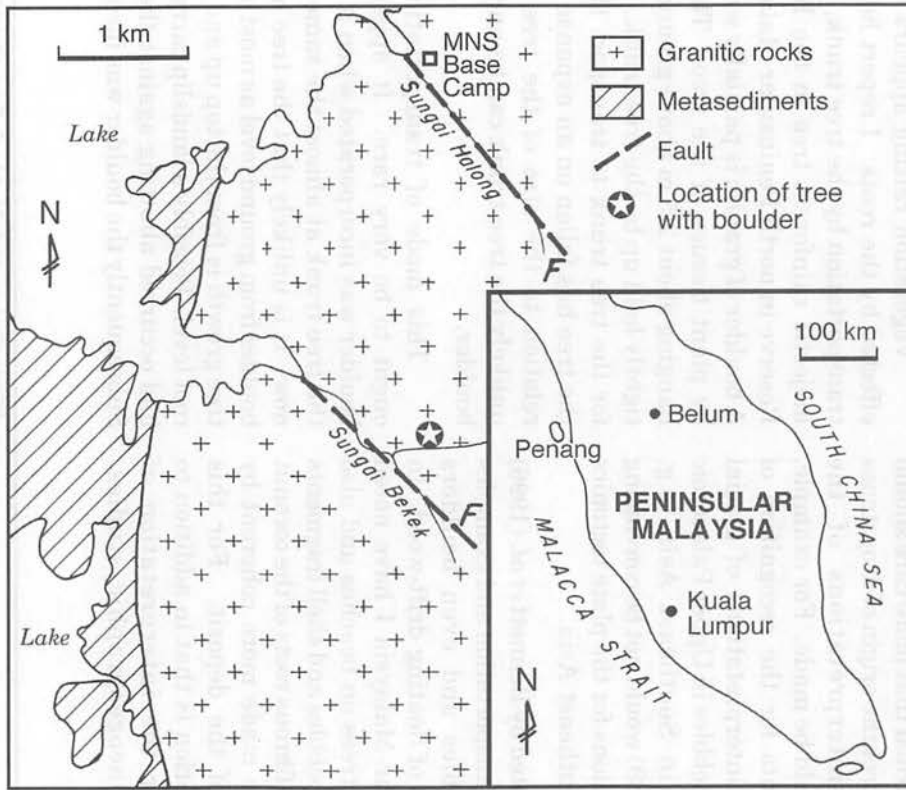 1 km
MNS
Base
Camp
Granitic rocks
Metasediments
Fault
Location of tree
with boulder
Lake
Sungai Halong
N
F
Sungai Bekek
F
Lake
100 km
Belum
Penang
PENINSULAR
MALAYSIA
SOUTH CHINA SEA
Kuala
Lumpur
MALACCA STRAIT
N